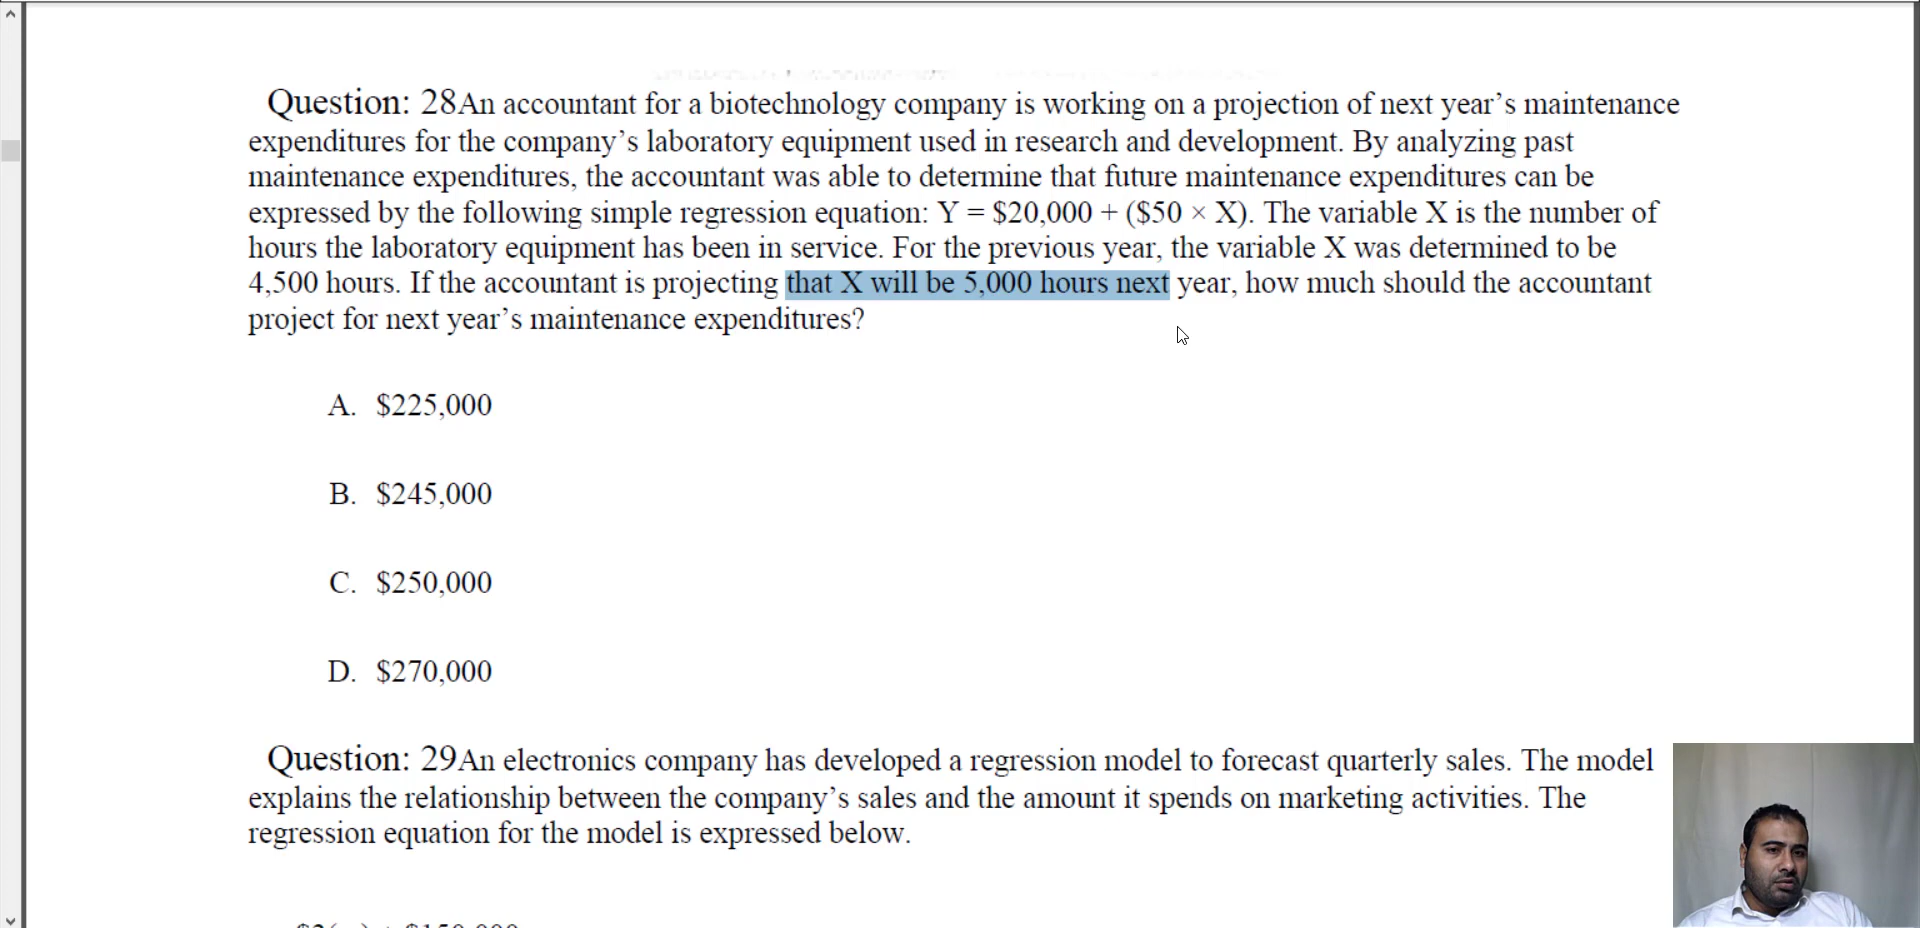 Question: 28An accountant for a biotechnology company is working on a projection of next year’s maintenance
expenditures for the company’s laboratory equipment used in research and development. By analyzing past
maintenance expenditures, the accountant was able to determine that future maintenance expenditures can be
expressed by the following simple regression equation: Y = $20,000 + ($50 × X). The variable X is the number of
hours the laboratory equipment has been in service. For the previous year, the variable X was determined to be
4,500 hours. If the accountant is projecting that X will be 5,000 hours next year, how much should the accountant
project for next year’s maintenance expenditures?
A. $225,000
B. $245,000
C. $250,000
D. $270,000
Question: 29An electronics company has developed a regression model to forecast quarterly sales. The model
explains the relationship between the company’s sales and the amount it spends on marketing activities. The
regression equation for the model is expressed below.